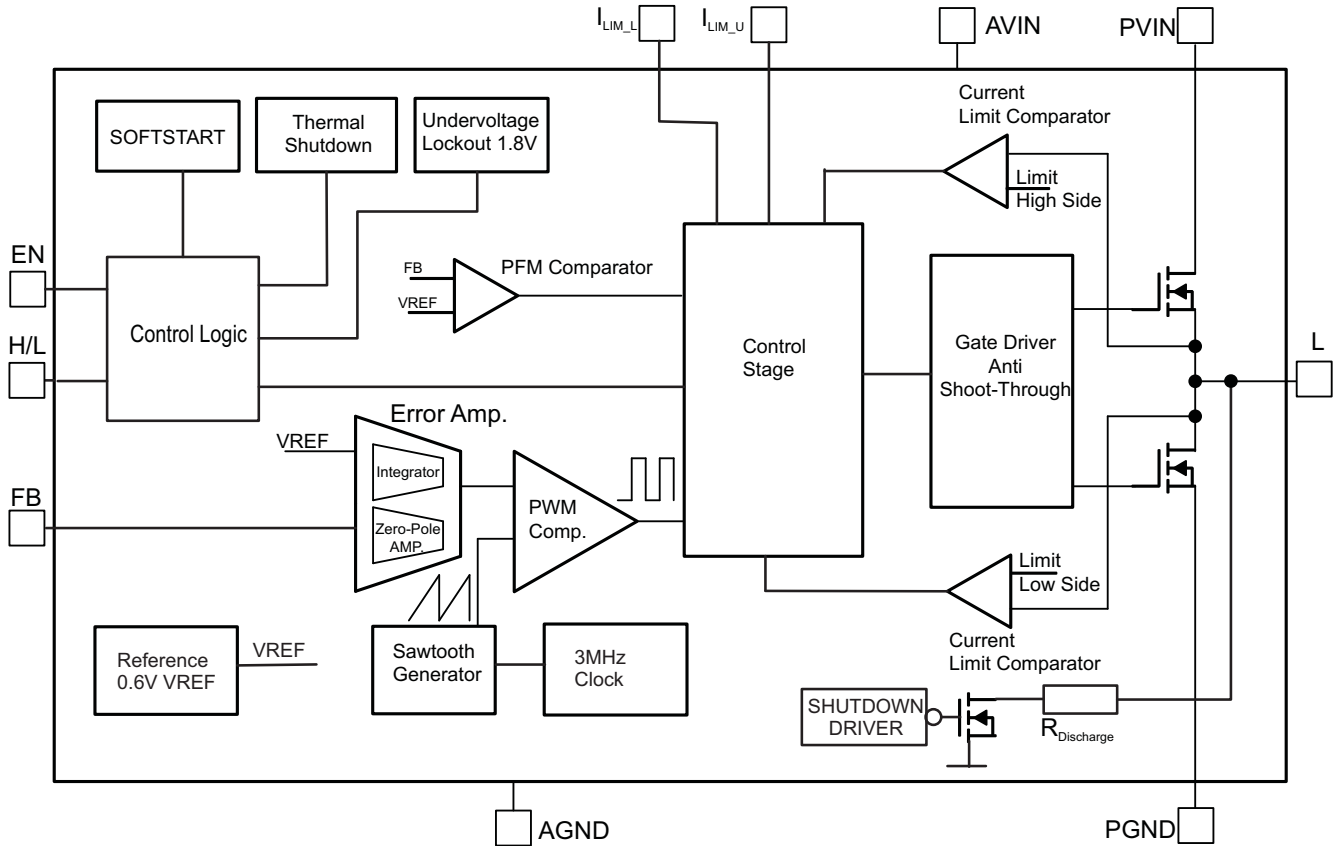 I LIM_L
I LIM_U
AVIN
PVIN
SOFTSTART
Thermal
Shutdown
Undervoltage
Lockout 1.8V
Current
Limit Comparator
Limit
High Side
EN
H/L
Control Logic
FB
VREF
PFM Comparator
Control
Stage
Gate Driver
Anti
Shoot-Through
L
Error Amp.
VREF
Integrator
Zero-Pole
AMP.
FB
PWM
Comp.
Limit
Low Side
Current
Limit Comparator
Reference
0.6V VREF
VREF
Sawtooth
Generator
3MHz
Clock
SHUTDOWN
DRIVER
R Discharge
AGND
PGND